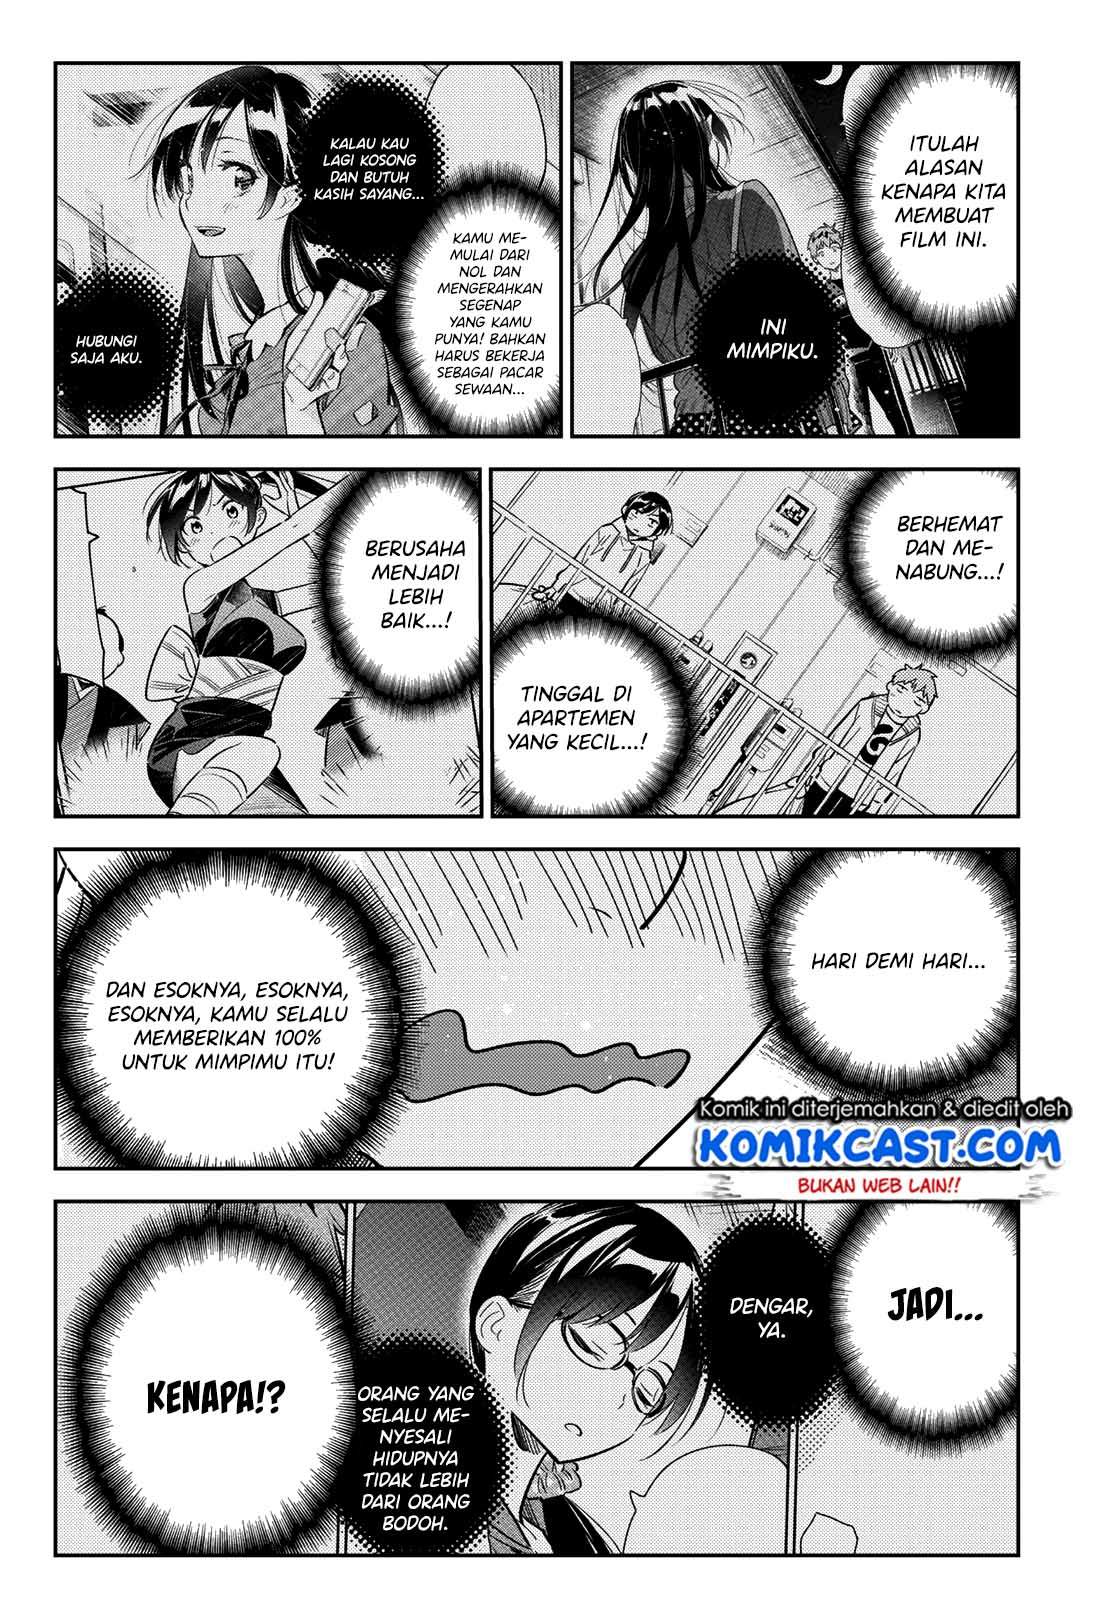 ITULAH
ALASAN
KENAPA KITA
MEMBUAT
FILM INI.
INI
MIMPIKU.
KALAU KAU
LAGI KOSONG
DAN BUTUH
KASIH SAYANG...
KAMU ME-
MULAI DARI
NOL DAN
MENGERAHKAN
SEGENAP
YANG KAMU
PUNYA! BAHKAN
HARUS BEKERJA
SEBAGAI PACAR
SEWAAN...
HUBUNGI
SAJA AKU.
BERHEMAT
DAN ME-
NABUNG...!
TINGGAL DI
APARTEMEN
YANG KECIL...!
BERUSAHA
MENJADI
LEBIH
BAIK...!
HARI DEMI HARI...
DAN ESOKNYA, ESOKNYA,
ESOKNYA, KAMU SELALU
MEMBERIKAN 100%
UNTUK MIMPIMU ITU!
Komik ini diterjemahkan & diedit oleh
KOMIKCAST.COM
BUKAN WEB LAIN!!
JADI...
DENGAR,
YA.
ORANG YANG
SELALU ME-
NYESALI
HIDUPNYA
TIDAK LEBIH
DARI ORANG
BODOH.
KENAPA!?